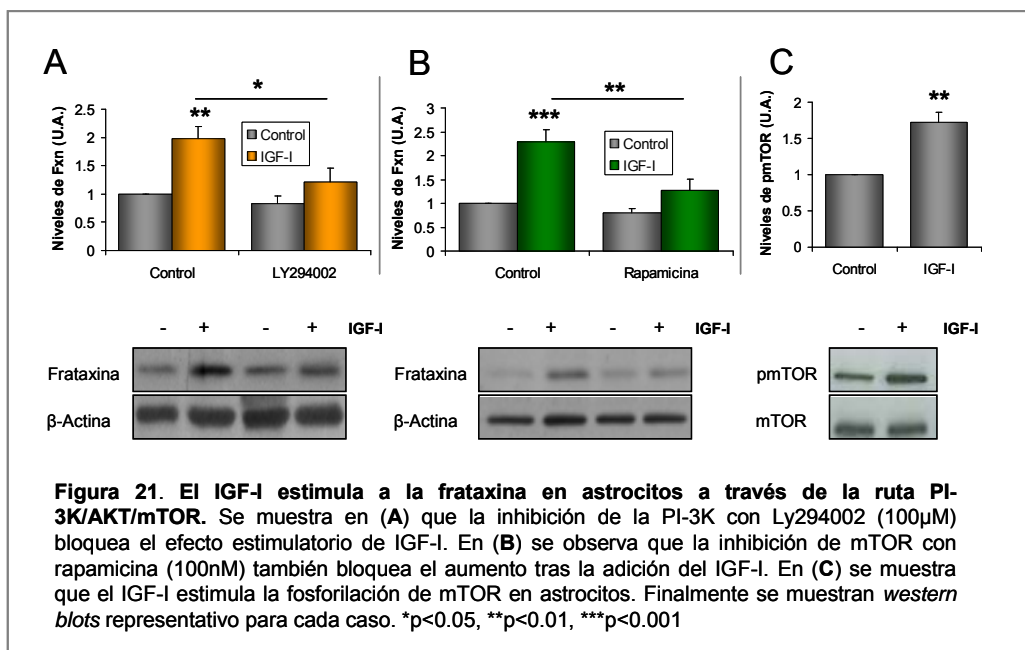 A
B
C
*
**
2.5
2
1.5
1
0.5
0
Niveles de Fxn (U.A.)
Control
IGF-I
Control
LY294002
**
***
3
2.5
2
1.5
1
0.5
0
Niveles de Fxn (U.A.)
Control
IGF-I
Control
Rapamicina
**
2
1.5
1
0.5
0
Niveles de pmTOR (U.A.)
Control
IGF-I
- + - + IGF-I
Frataxina
β-Actina
- + - + IGF-I
Frataxina
β-Actina
- + IGF-I
pmTOR
mTOR
Figura 21. El IGF-I estimula a la frataxina en astrocitos a través de la ruta PI-
3K/AKT/mTOR. Se muestra en (A) que la inhibición de la PI-3K con Ly294002 (100µM)
bloquea el efecto estimulatorio de IGF-I. En (B) se observa que la inhibición de mTOR con
rapamicina (100nM) también bloquea el aumento tras la adición del IGF-I. En (C) se muestra
que el IGF-I estimula la fosforilación de mTOR en astrocitos. Finalmente se muestran western
blots representativo para cada caso. *p<0.05, **p<0.01, ***p<0.001